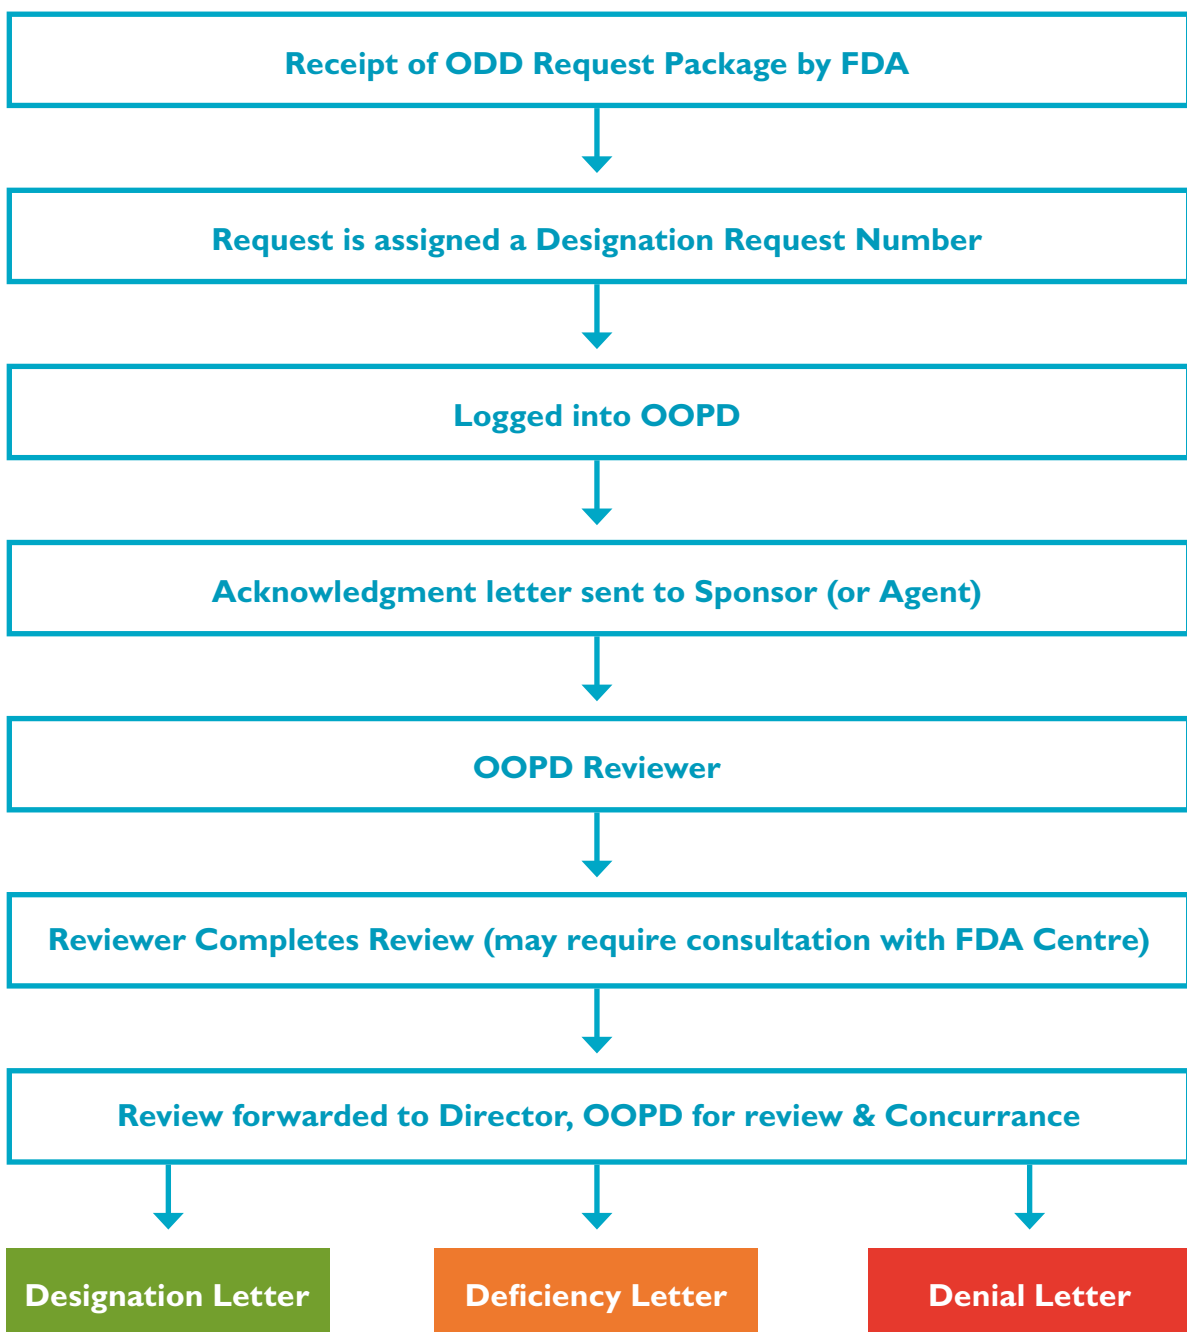 Receipt of ODD Request Package by FDA
Request is assigned a Designation Request Number
Logged into OOPD
Acknowledgment letter sent to Sponsor (or Agent)
OOPD Reviewer
Reviewer Completes Review (may require consultation with FDA Centre)
Review forwarded to Director, OOPD for review & Concurrance
Designation Letter
Deficiency Letter
Denial Letter